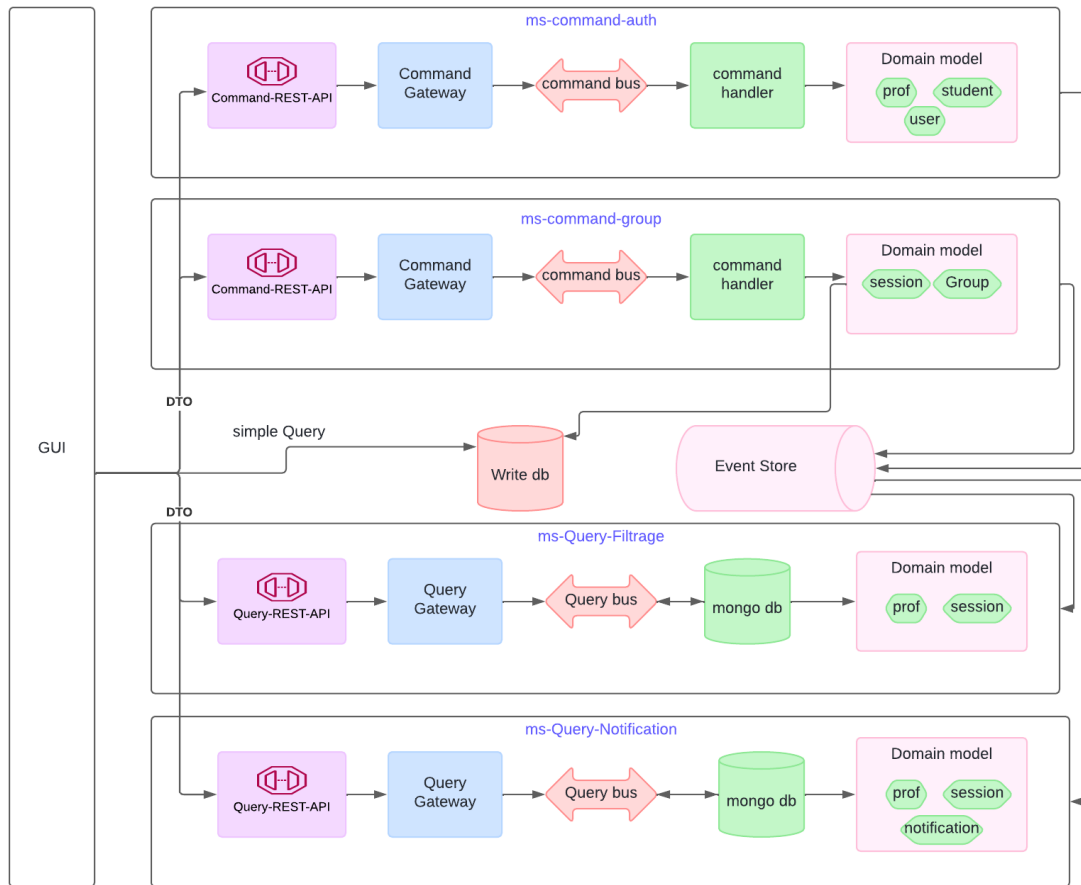 ms-command-auth
Command-REST-API
Command
Gateway
command bus
command
handler
Domain model
prof
student
user
ms-command-group
Command-REST-API
Command
Gateway
command bus
command
handler
Domain model
session
Group
GUI
DTO
simple Query
Write db
Event Store
DTO
ms-Query-Filtrage
Query-REST-API
Query
Gateway
Query bus
mongo db
Domain model
prof
session
ms-Query-Notification
Query-REST-API
Query
Gateway
Query bus
mongo db
Domain model
prof
session
notification